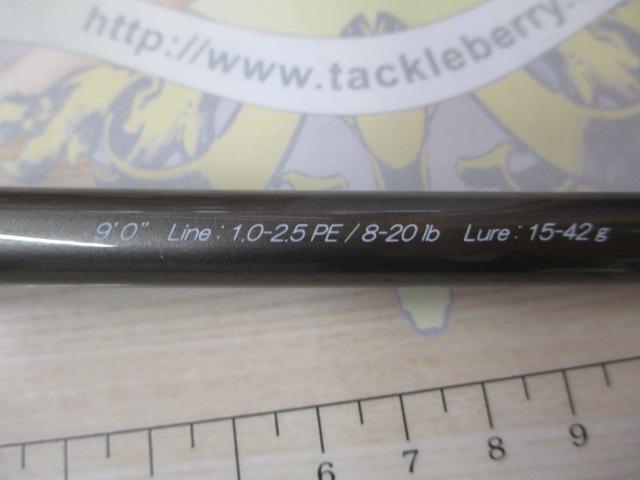 http://www.tackleberry.
9'0" Line : 1.0-2.5 PE / 8-20 lb Lure : 15-42 g
6 7 8 9